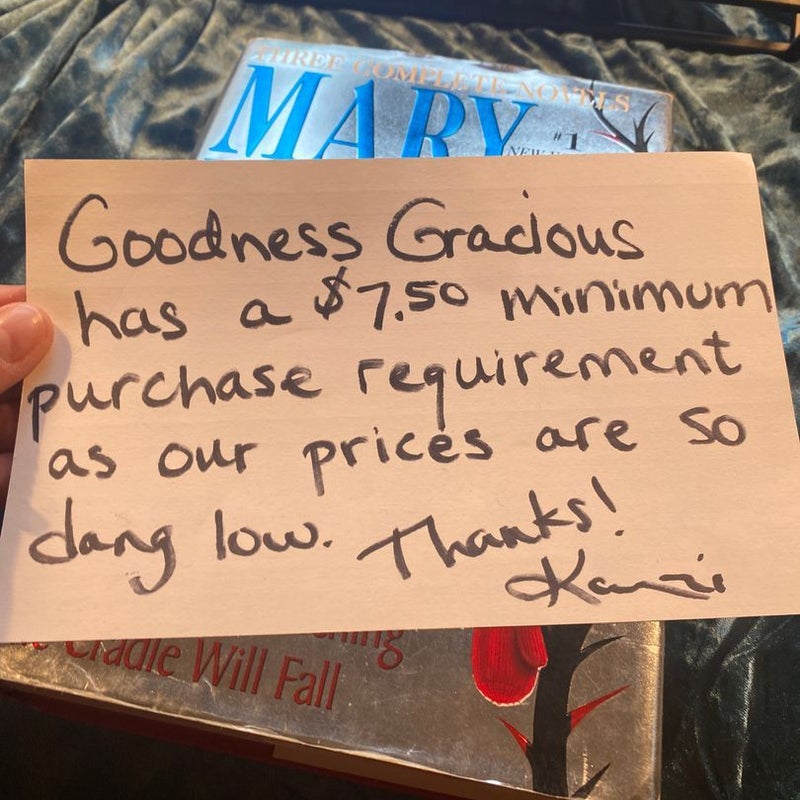 THREE COMPLETE NOVELS
MARY
#1
Goodness Gracious
has a $7.50 minimum
purchase requirement
as our prices are so
dang low. Thanks!
Cradle Will Fall